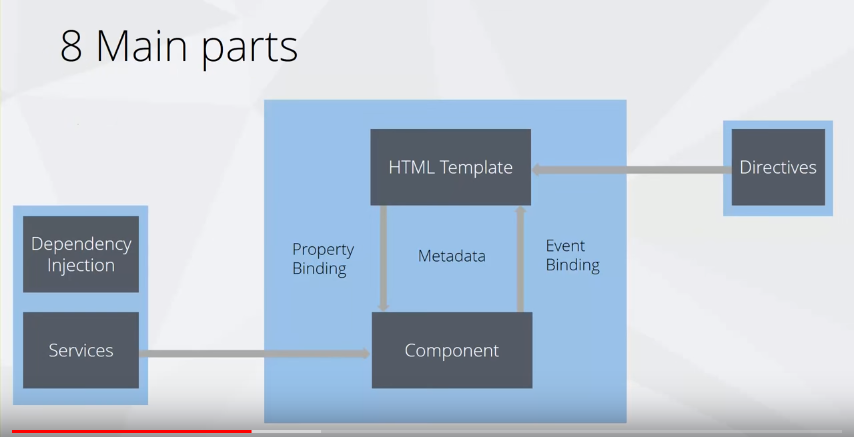 8 Main parts
HTML Template
Directives
Dependency
Injection
Property
Binding
Metadata
Event
Binding
Services
Component